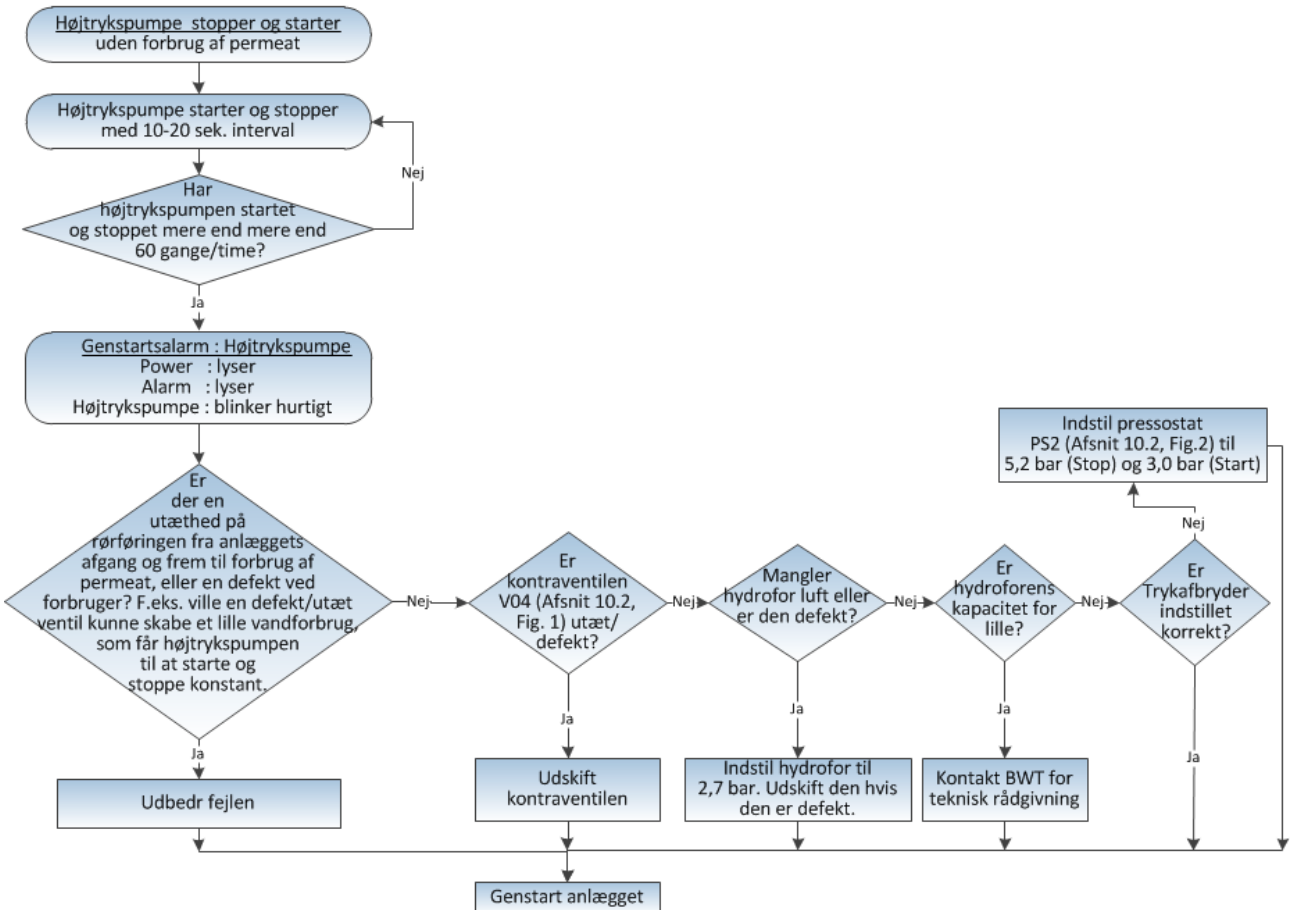 Højtrykspumpe stopper og starter
uden forbrug af permeat
Højtrykspumpe starter og stopper
med 10-20 sek. interval
Nej
Har
højtrykspumpen startet
og stoppet mere end mere end
60 gange/time?
Ja
Genstartsalarm : Højtrykspumpe
Power : lyser
Alarm : lyser
Højtrykspumpe : blinker hurtigt
Er
der en
utæthed på
rørføringen fra anlæggets
afgang og frem til forbrug af
permeat, eller en defekt ved
forbruger? F.eks. ville en defekt/utæt
ventil kunne skabe et lille vandforbrug,
som får højtrykspumpen
til at starte og
stoppe konstant.
Nej
Ja
Udbedr fejlen
Er
kontraventilen
V04 (Afsnit 10.2,
Fig. 1) utæt/
defekt?
Nej
Ja
Udskift
kontraventilen
Mangler
hydrofor luft eller
er den defekt?
Nej
Ja
Indstil hydrofor til
2,7 bar. Udskift den hvis
den er defekt.
Er
hydroforens
kapacitet for
lille?
Nej
Ja
Kontakt BWT for
teknisk rådgivning
Er
Trykafbryder
indstillet
korrekt?
Nej
Ja
Indstil pressostat
PS2 (Afsnit 10.2, Fig.2) til
5,2 bar (Stop) og 3,0 bar (Start)
Genstart anlægget